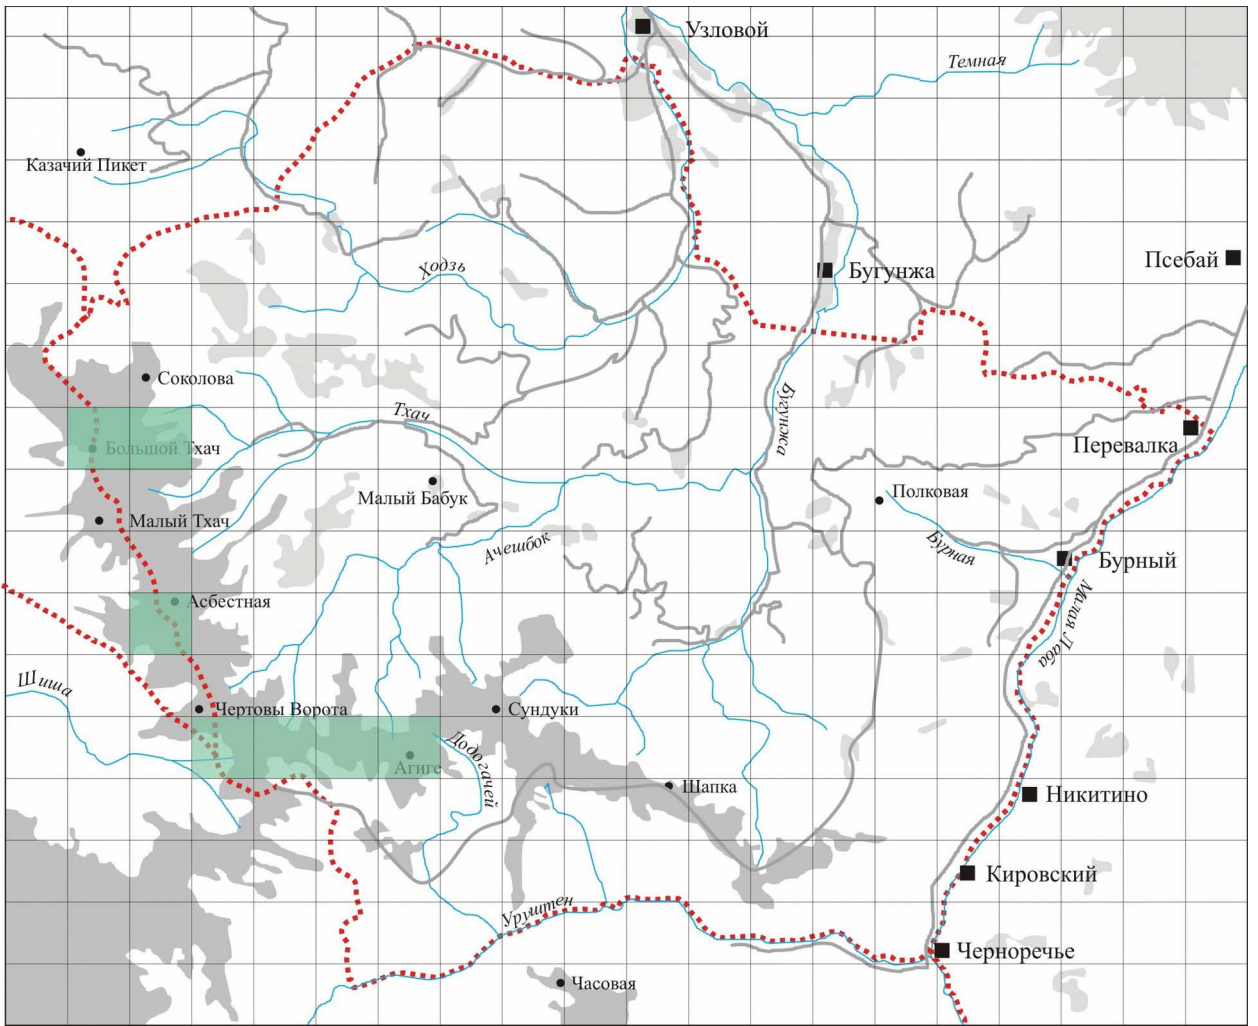 Узловой
Темная
Казачий Пикет
Псебай
Ходзь
Бугунжа
Соколова
Бугунжа
Тхач
Большой Тхач
Перевалка
Малый Бабук
Полковая
Малый Тхач
Ачешбок
Бурная
Бурный
Асбестная
Малая Лаба
Шиша
Чертовы Ворота
Сундуки
Додогачей
Агиге
Шапка
Никитино
Кировский
Уруштен
Черноречье
Часовая